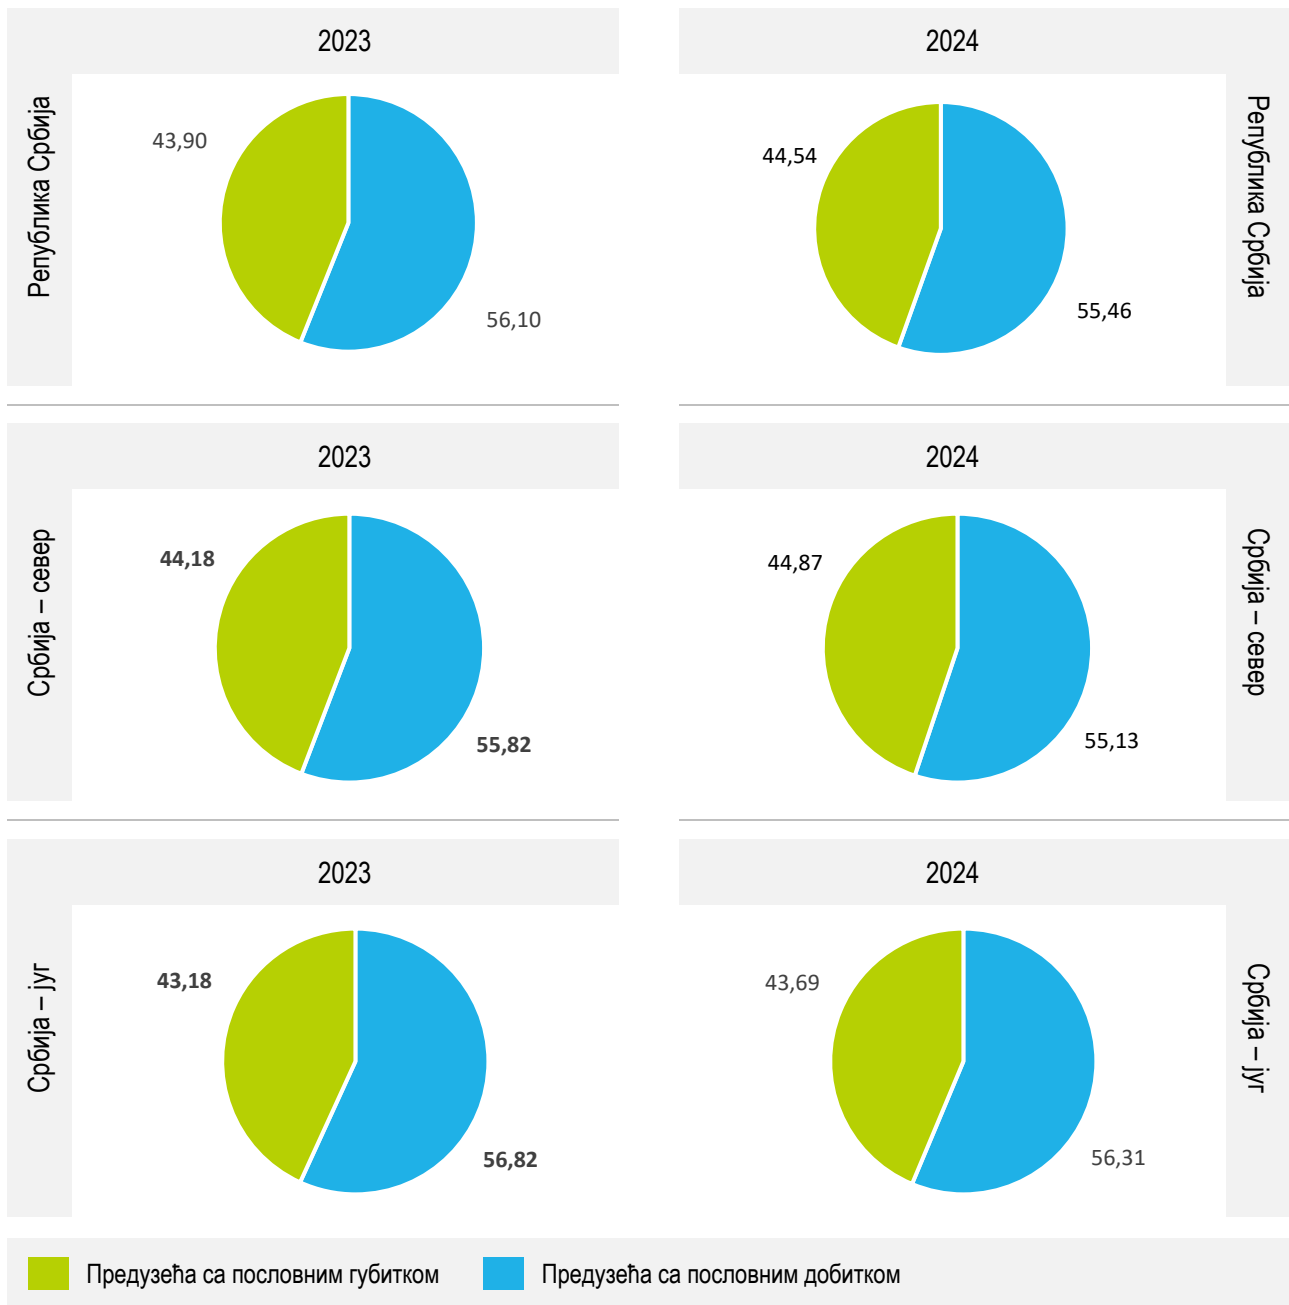 2023
2024
Република Србија
43,90
56,10
44,54
55,46
Република Србија
2023
2024
Србија – север
44,18
55,82
44,87
55,13
Србија – север
2023
2024
Србија – југ
43,18
56,82
43,69
56,31
Србија – југ
Предузећа са пословним губитком
Предузећа са пословним добитком